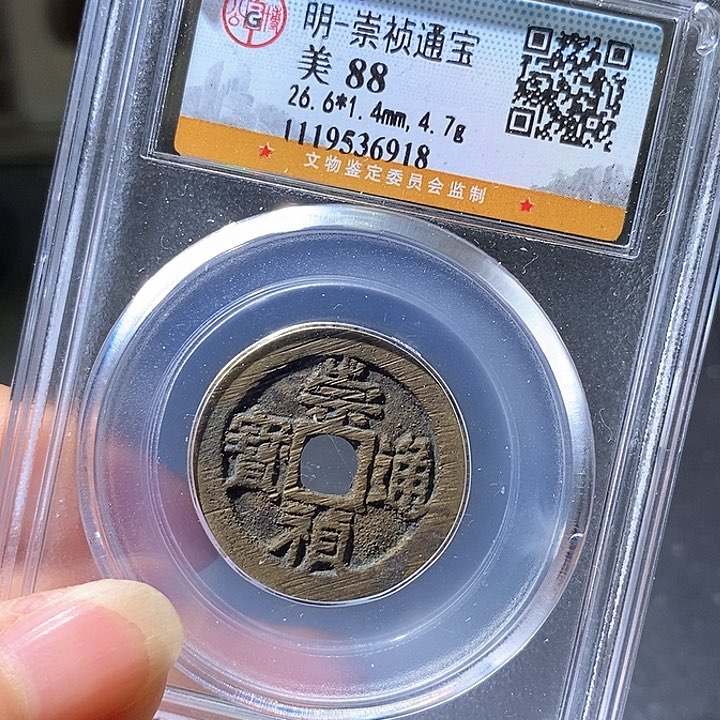 明-崇祯通宝
美 88
26.6*1.4mm, 4.7g
1119536918
文物鉴定委员会监制
崇
寶 通
禎